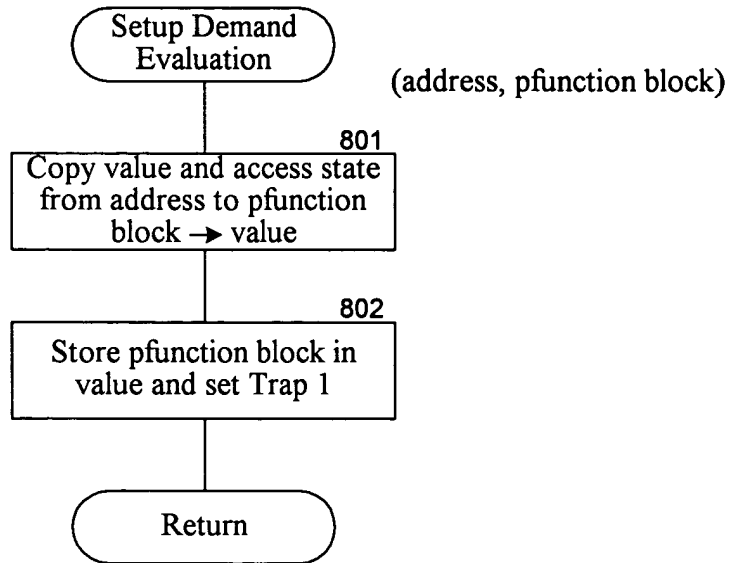 Setup Demand
Evaluation
(address, pfunction block)
801
Copy value and access state
from address to pfunction
block → value
802
Store pfunction block in
value and set Trap 1
Return